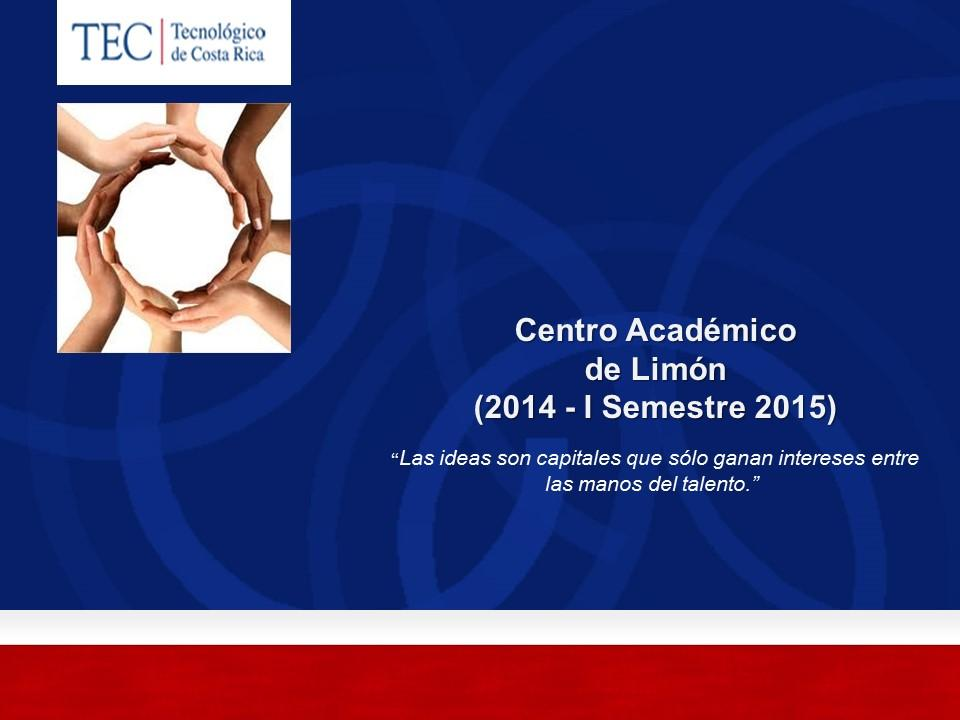 TEC Tecnológico
de Costa Rica
Centro Académico
de Limón
(2014 - I Semestre 2015)
“Las ideas son capitales que sólo ganan intereses entre
las manos del talento.”